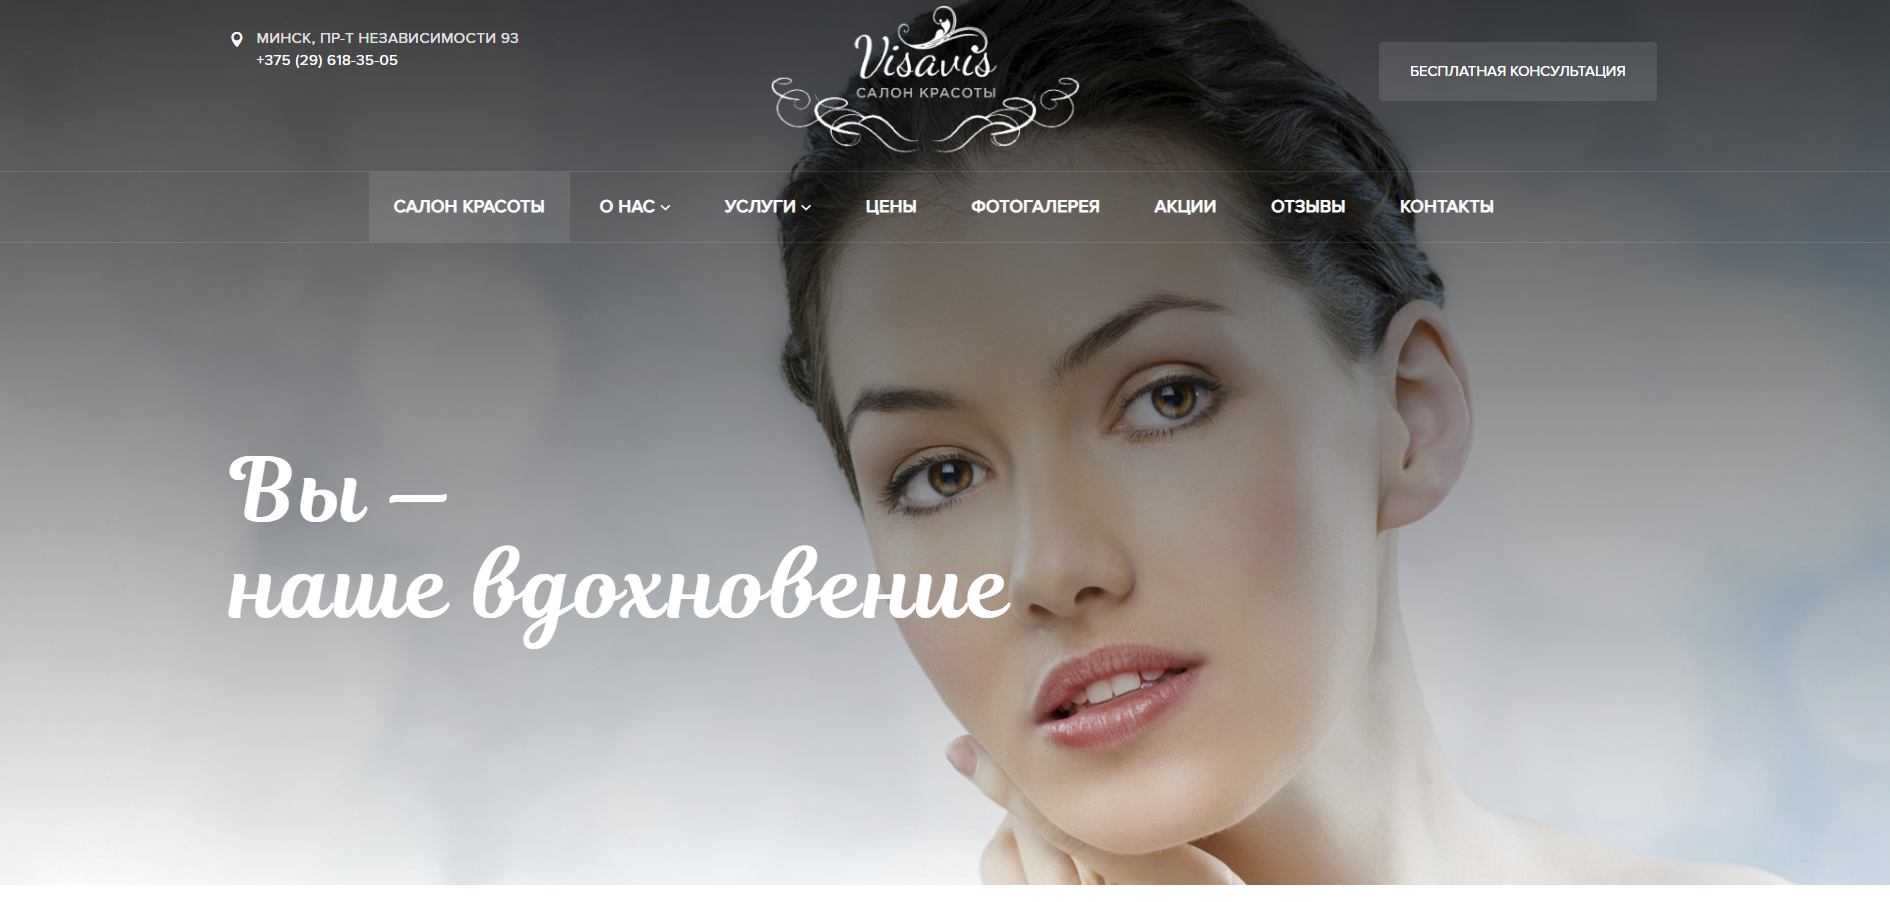 МИНСК, ПР-Т НЕЗАВИСИМОСТИ 93
+375 (29) 618-35-05
Visavis
САЛОН КРАСОТЫ
БЕСПЛАТНАЯ КОНСУЛЬТАЦИЯ
САЛОН КРАСОТЫ О НАС УСЛУГИ ЦЕНЫ ФОТОГАЛЕРЕЯ АКЦИИ ОТЗЫВЫ КОНТАКТЫ
Вы –
наше вдохновение